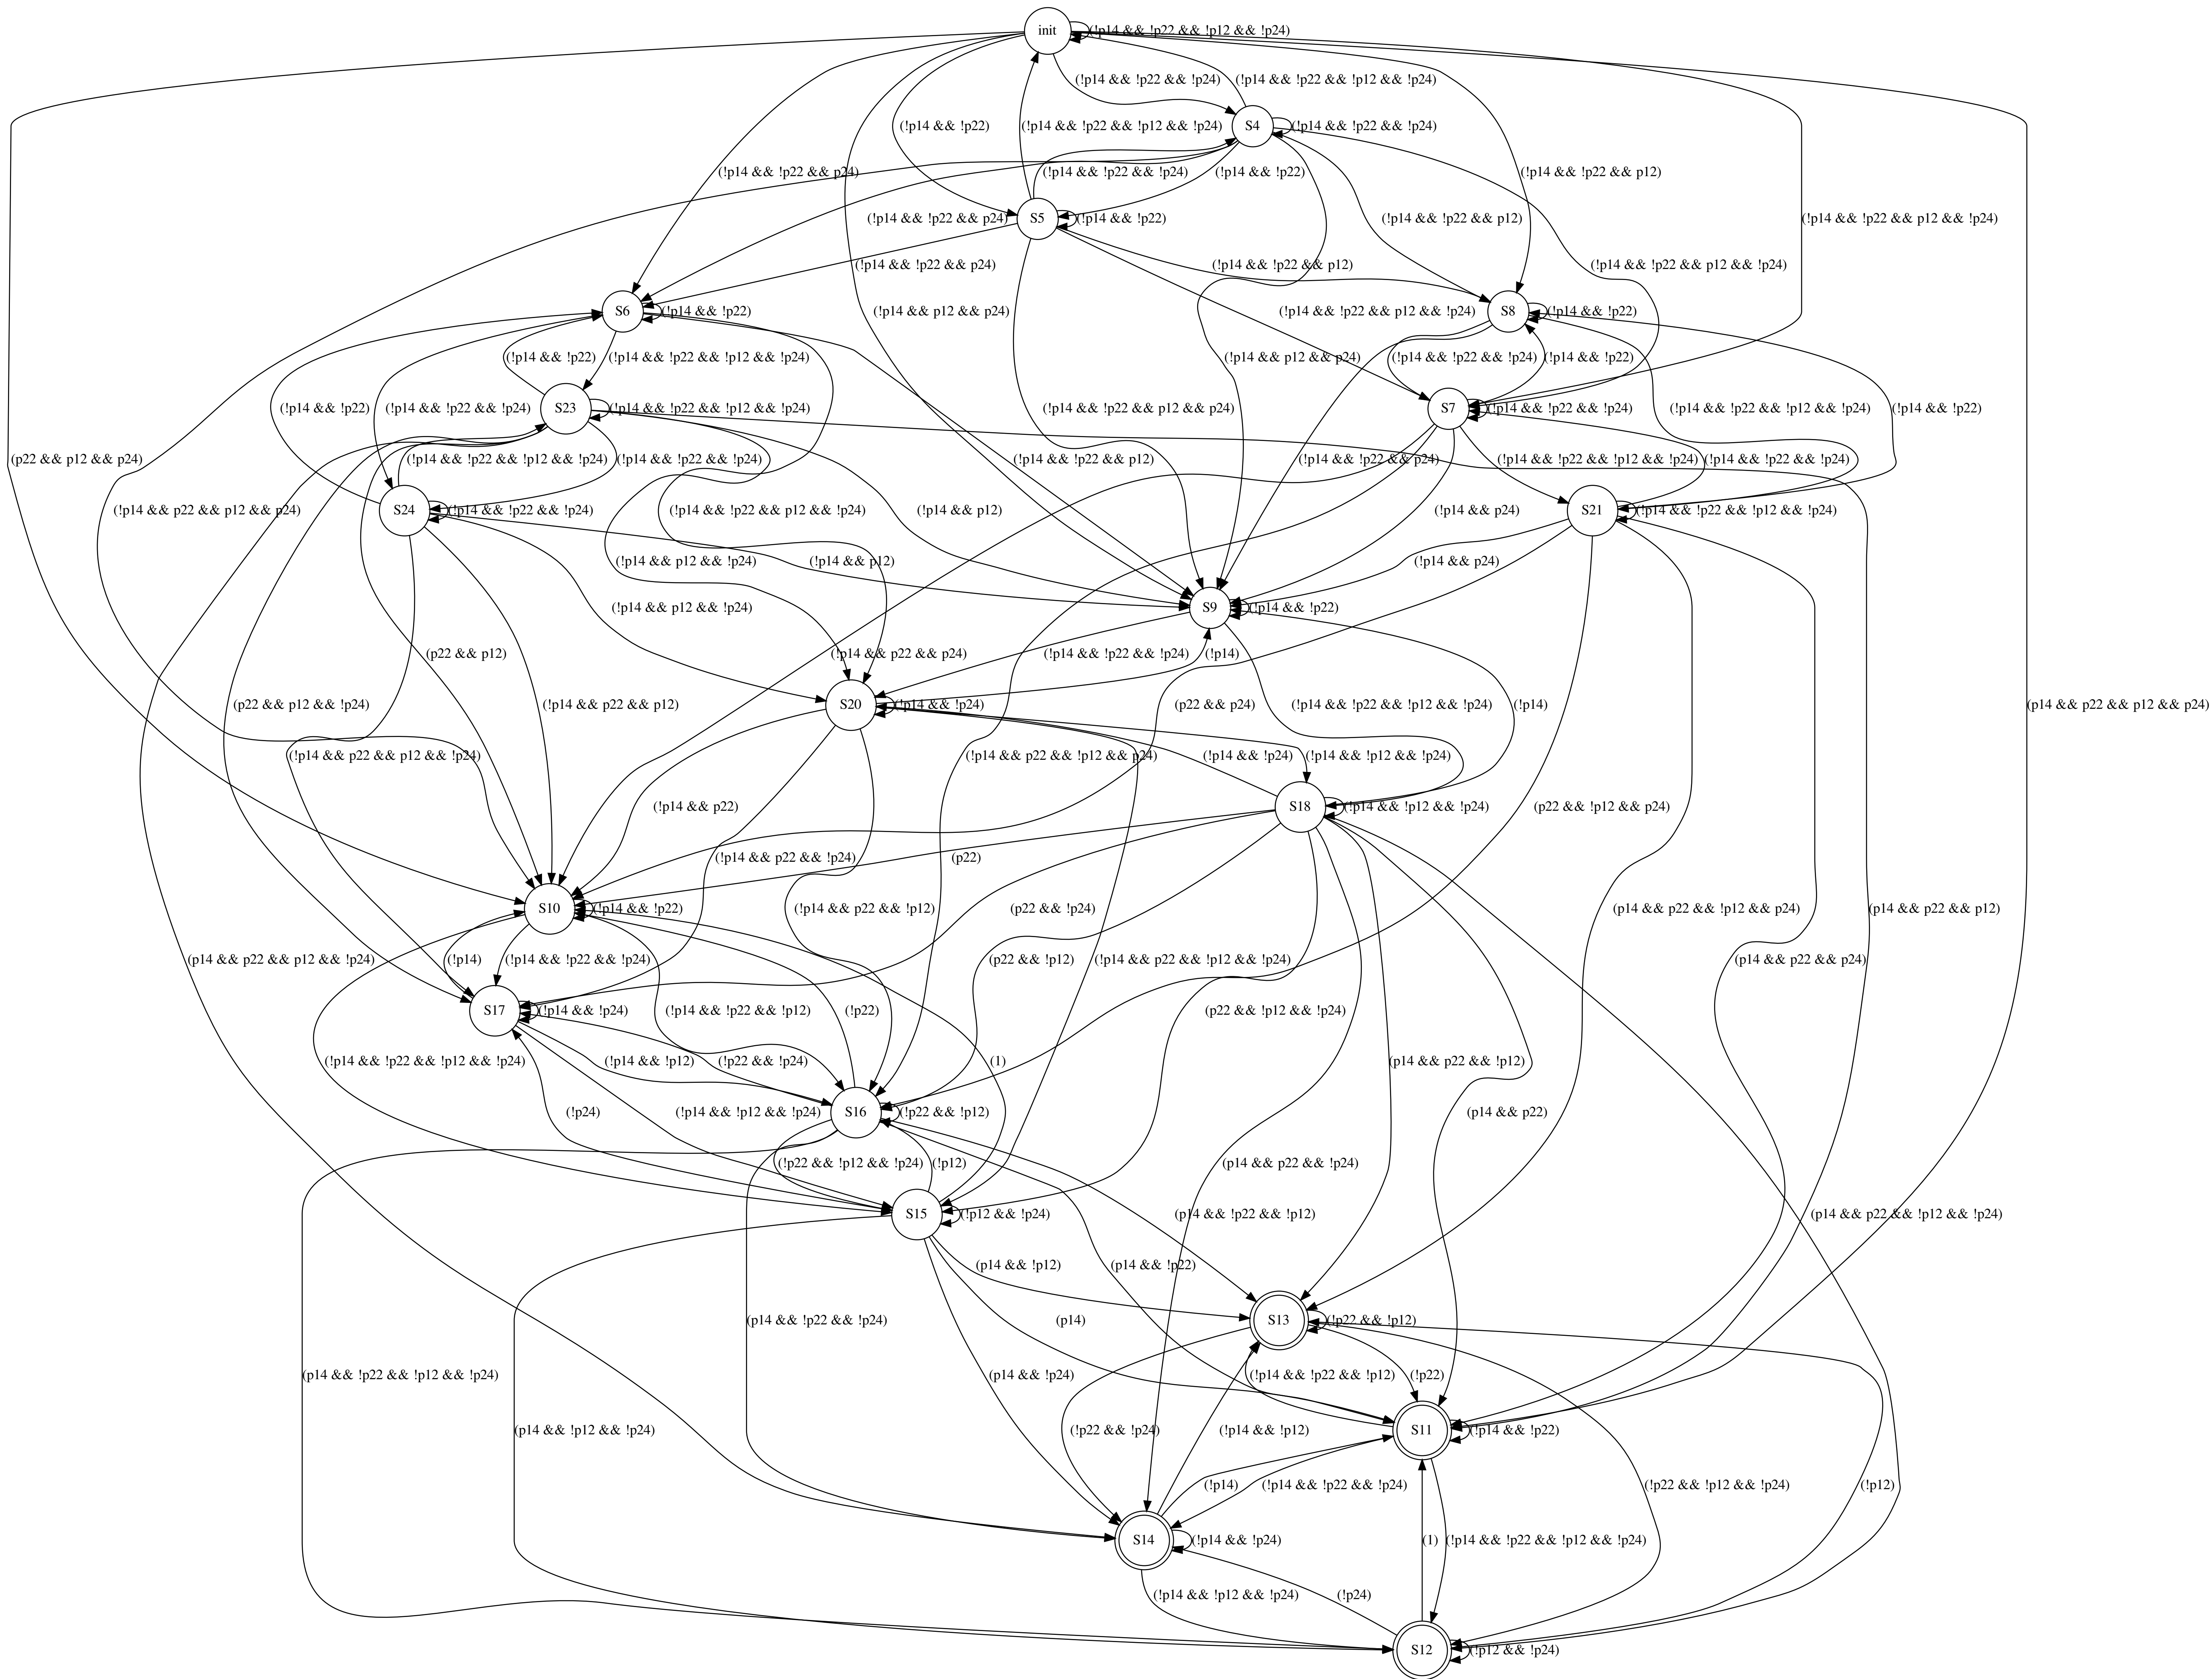 init
(!p14 && !p22 && !p12 && !p24)
(!p14 && !p22 && !p24)
(!p14 && !p22 && !p12 && !p24)
(!p14 && !p22)
(!p14 && !p22 && !p12 && !p24)
S4
(!p14 && !p22 && !p24)
(!p14 && !p22 && p24)
(!p14 && !p22 && !p24)
(!p14 && !p22)
(!p14 && !p22 && p12)
(!p14 && !p22 && p24)
S5
(!p14 && !p22)
(!p14 && !p22 && p12)
(!p14 && !p22 && p12 && !p24)
(!p14 && !p22 && p24)
(!p14 && !p22 && p12)
(!p14 && !p22 && p12 && !p24)
S6
(!p14 && !p22)
(!p14 && p12 && p24)
(!p14 && !p22 && p12 && !p24)
S8
(!p14 && !p22)
(!p14 && !p22)
(!p14 && !p22 && !p12 && !p24)
(!p14 && p12 && p24)
(!p14 && !p22 && !p24)
(!p14 && !p22)
(!p14 && !p22)
(!p14 && !p22 && !p24)
S23
(!p14 && !p22 && !p12 && !p24)
(!p14 && !p22 && p12 && p24)
S7
(!p14 && !p22 && !p24)
(!p14 && !p22 && !p12 && !p24)
(!p14 && !p22)
(p22 && p12 && p24)
(!p14 && !p22 && !p12 && !p24)
(!p14 && !p22 && !p24)
(!p14 && !p22 && p12)
(!p14 && !p22 && p24)
(!p14 && !p22 && !p12 && !p24)
(!p14 && !p22 && !p24)
(!p14 && p22 && p12 && p24)
S24
(!p14 && !p22 && !p24)
(!p14 && !p22 && p12 && !p24)
(!p14 && p12)
(!p14 && p24)
S21
(!p14 && !p22 && !p12 && !p24)
(!p14 && p12 && !p24)
(!p14 && p12)
(!p14 && p24)
(!p14 && p12 && !p24)
S9
(!p14 && !p22)
(p22 && p12)
(!p14 && p22 && p24)
(!p14 && !p22 && !p24)
(!p14)
(p22 && p12 && !p24)
(!p14 && p22 && p12)
S20
(!p14 && !p24)
(p22 && p24)
(!p14 && !p22 && !p12 && !p24)
(!p14)
(p14 && p22 && p12 && p24)
(!p14 && p22 && p12 && !p24)
(!p14 && p22 && !p12 && p24)
(!p14 && !p24)
(!p14 && !p12 && !p24)
(!p14 && p22)
S18
(!p14 && !p12 && !p24)
(p22 && !p12 && p24)
(!p14 && p22 && !p24)
(p22)
S10
(!p14 && !p22)
(!p14 && p22 && !p12)
(p22 && !p24)
(p14 && p22 && !p12 && p24)
(p14 && p22 && p12)
(p14 && p22 && p12 && !p24)
(!p14)
(!p14 && !p22 && !p24)
(p22 && !p12)
(!p14 && p22 && !p12 && !p24)
(p14 && p22 && p24)
S17
(!p14 && !p24)
(!p14 && !p22 && !p12)
(!p22)
(p22 && !p12 && !p24)
(!p14 && !p22 && !p12 && !p24)
(!p14 && !p12)
(!p22 && !p24)
(1)
(p14 && p22 && !p12)
(!p24)
(!p14 && !p12 && !p24)
S16
(!p22 && !p12)
(p14 && p22)
(!p22 && !p12 && !p24)
(!p12)
(p14 && p22 && !p24)
S15
(!p12 && !p24)
(p14 && !p22 && !p12)
(p14 && p22 && !p12 && !p24)
(p14 && !p12)
(p14 && !p22)
(p14 && !p22 && !p24)
(p14)
S13
(!p22 && !p12)
(p14 && !p22 && !p12 && !p24)
(p14 && !p24)
(!p14 && !p22 && !p12)
(!p22)
(p14 && !p12 && !p24)
(!p22 && !p24)
(!p14 && !p12)
S11
(!p14 && !p22)
(!p14)
(!p14 && !p22 && !p24)
(!p22 && !p12 && !p24)
(!p12)
S14
(!p14 && !p24)
(1)
(!p14 && !p22 && !p12 && !p24)
(!p14 && !p12 && !p24)
(!p24)
S12
(!p12 && !p24)